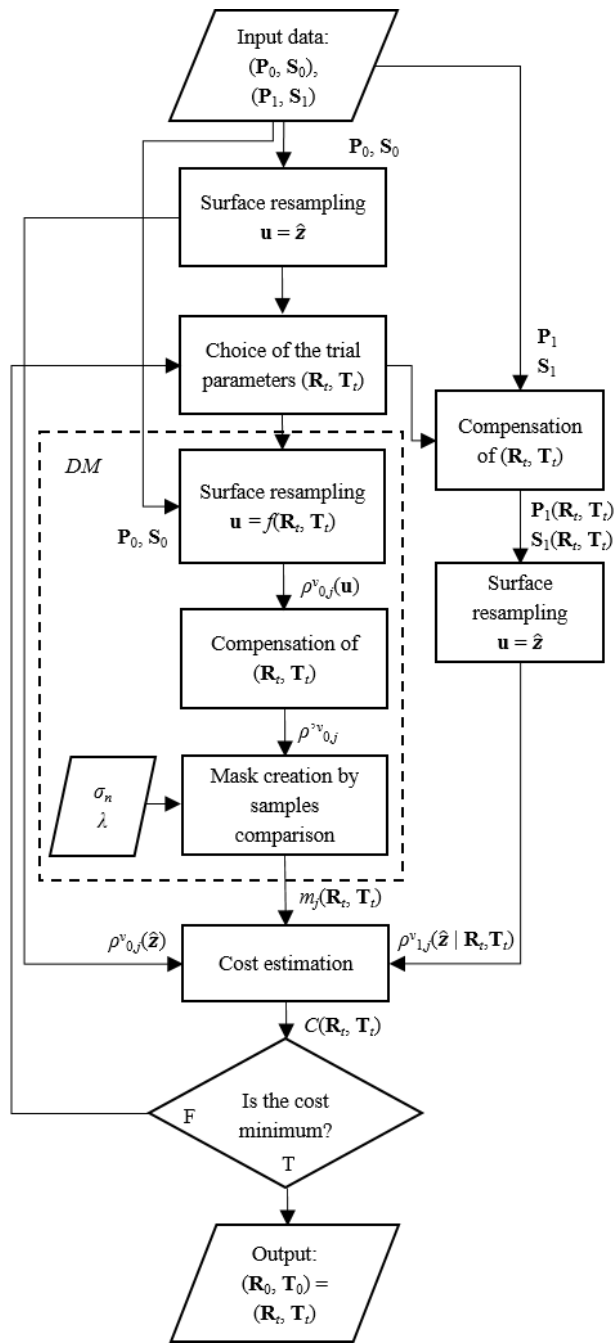 Input data:
(P₀, S₀),
(P₁, S₁)
P₀, S₀
Surface resampling
u = ẑ
Choice of the trial
parameters (Rₜ, Tₜ)
P₁
S₁
Compensation
of (Rₜ, Tₜ)
DM
Surface resampling
u = f(Rₜ, Tₜ)
P₀, S₀
P₁(Rₜ, Tₜ)
S₁(Rₜ, Tₜ)
Surface
resampling
u = ẑ
ρᵛ₀,ⱼ(u)
Compensation of
(Rₜ, Tₜ)
ρ’ᵛ₀,ⱼ
Mask creation by
samples
comparison
σₙ
λ
mⱼ(Rₜ, Tₜ)
ρᵛ₀,ⱼ(ẑ)
Cost estimation
ρᵛ₁,ⱼ(ẑ | Rₜ,Tₜ)
C(Rₜ, Tₜ)
Is the cost
minimum?
F
T
Output:
(R₀, T₀) =
(Rₜ, Tₜ)